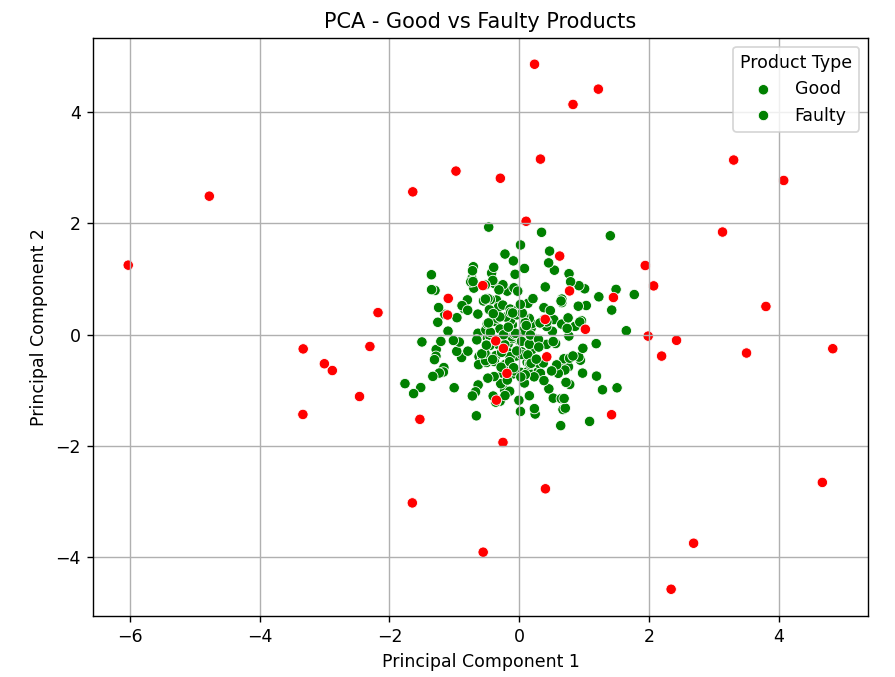 PCA - Good vs Faulty Products
Product Type
Good
Faulty
Principal Component 2
4
2
0
−2
−4
−6
−4
−2
0
2
4
Principal Component 1